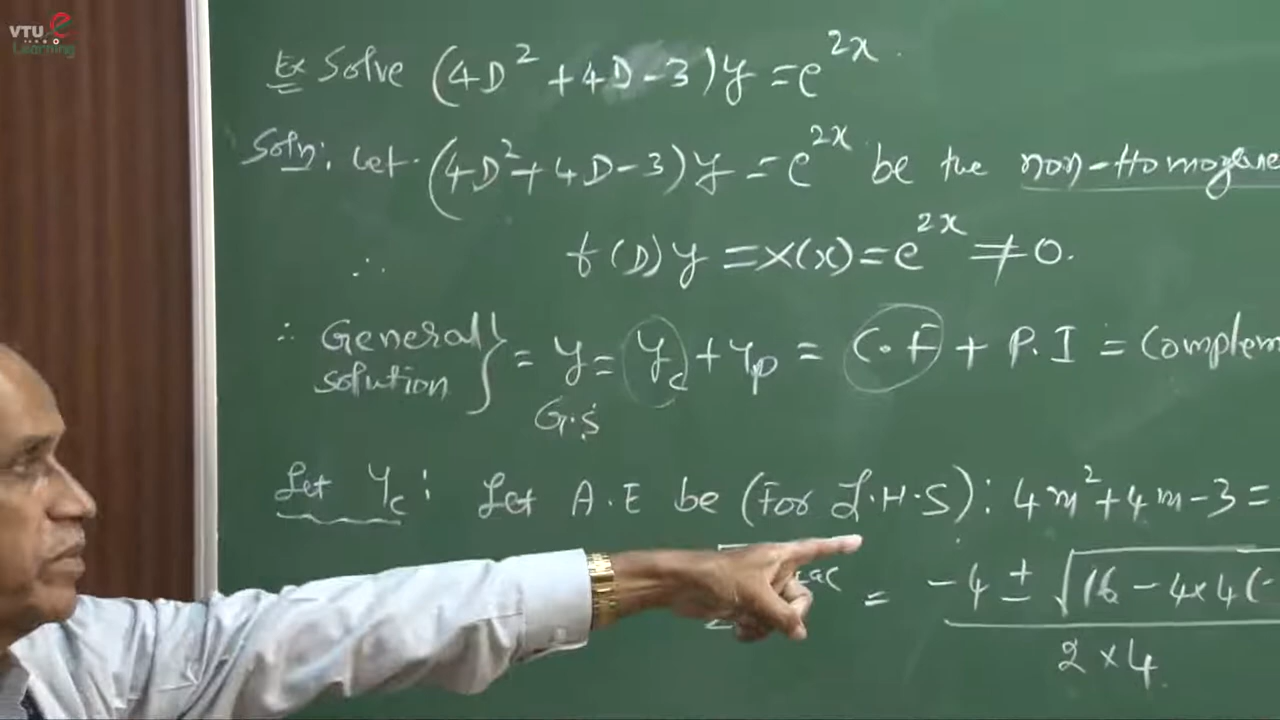 VTU e
Learning
Ex Solve (4D² + 4D - 3)y = e^{2x}.
Soln: Let (4D² + 4D - 3)y = e^{2x} be the non-Homogene
∴ f(D)y = X(x) = e^{2x} ≠ 0.
∴ General solution } = y = y_c + y_p = C.F + P.I = Complem
G.S
Let y_c : Let A.E be (for L.H.S) : 4m² + 4m - 3 =
= -4 ± √16 - 4×4(-
2 × 4